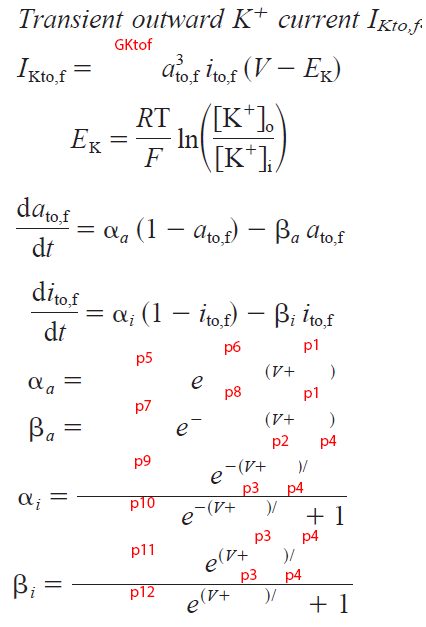 Transient outward K+ current IKto,f.
GKtof
IKto,f = a³to,f ito,f (V − EK)
EK = RT/F ln([K+]o/[K+]i)
dato,f/dt = αa (1 − ato,f) − βa ato,f
dito,f/dt = αi (1 − ito,f) − βi ito,f
p5 p6 p1
αa = e (V+ )
p7 p8 p1
βa = e− (V+ )
p9 p2 p4
αi = e−(V+ )/
p10 p3 p4
e−(V+ )/ + 1
p11 p3 p4
βi = e(V+ )/
p12 p3 p4
e(V+ )/ + 1